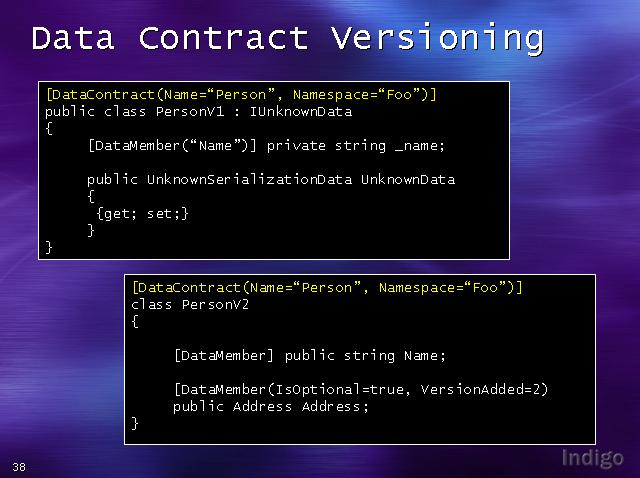 Data Contract Versioning
[DataContract(Name=“Person”, Namespace=“Foo”)]
public class PersonV1 : IUnknownData
{
[DataMember(“Name”)] private string _name;
public UnknownSerializationData UnknownData
{
{get; set;}
}
}
[DataContract(Name=“Person”, Namespace=“Foo”)]
class PersonV2
{
[DataMember] public string Name;
[DataMember(IsOptional=true, VersionAdded=2)
public Address Address;
}
38
Indigo